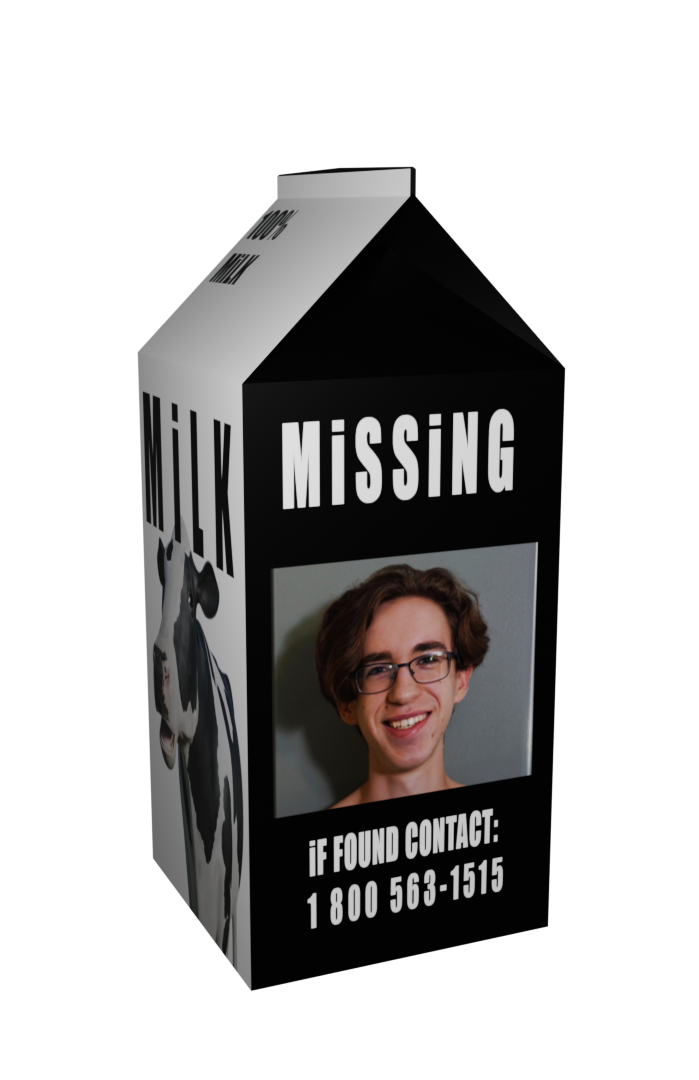 100%
MiLK
MiLK
MiSSiNG
iF FOUND CONTACT:
1 800 563-1515